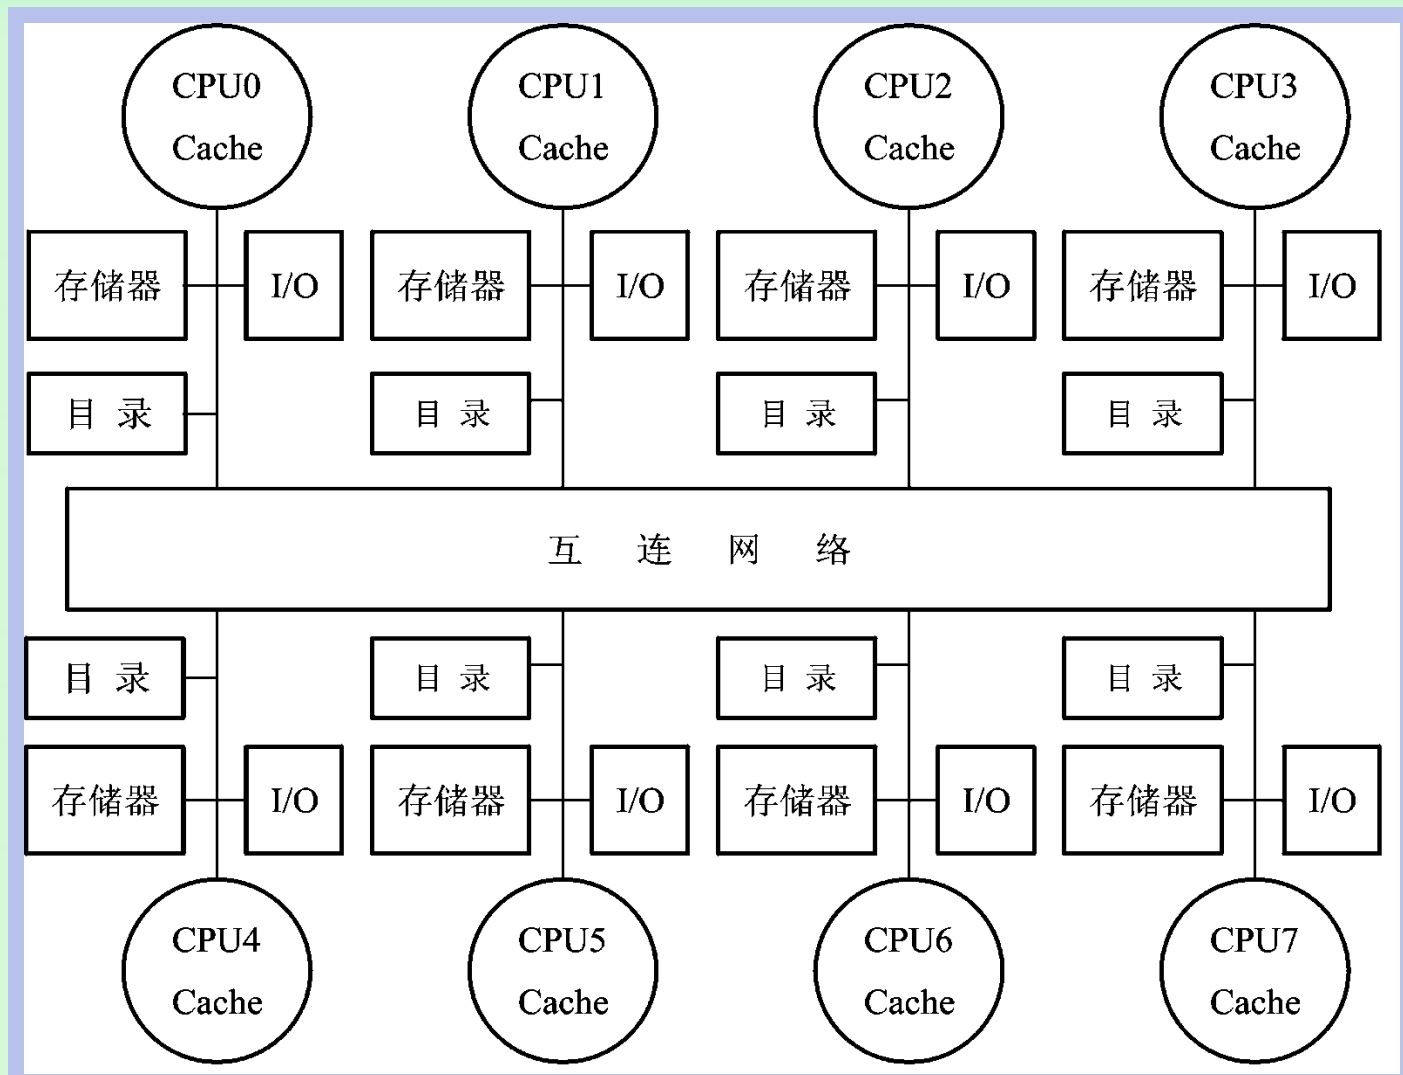 CPU0 CPU1 CPU2 CPU3
Cache Cache Cache Cache
存储器 I/O 存储器 I/O 存储器 I/O 存储器 I/O
目 录 目 录 目 录 目 录
互 连 网 络
目 录 目 录 目 录 目 录
存储器 I/O 存储器 I/O 存储器 I/O 存储器 I/O
CPU4 CPU5 CPU6 CPU7
Cache Cache Cache Cache